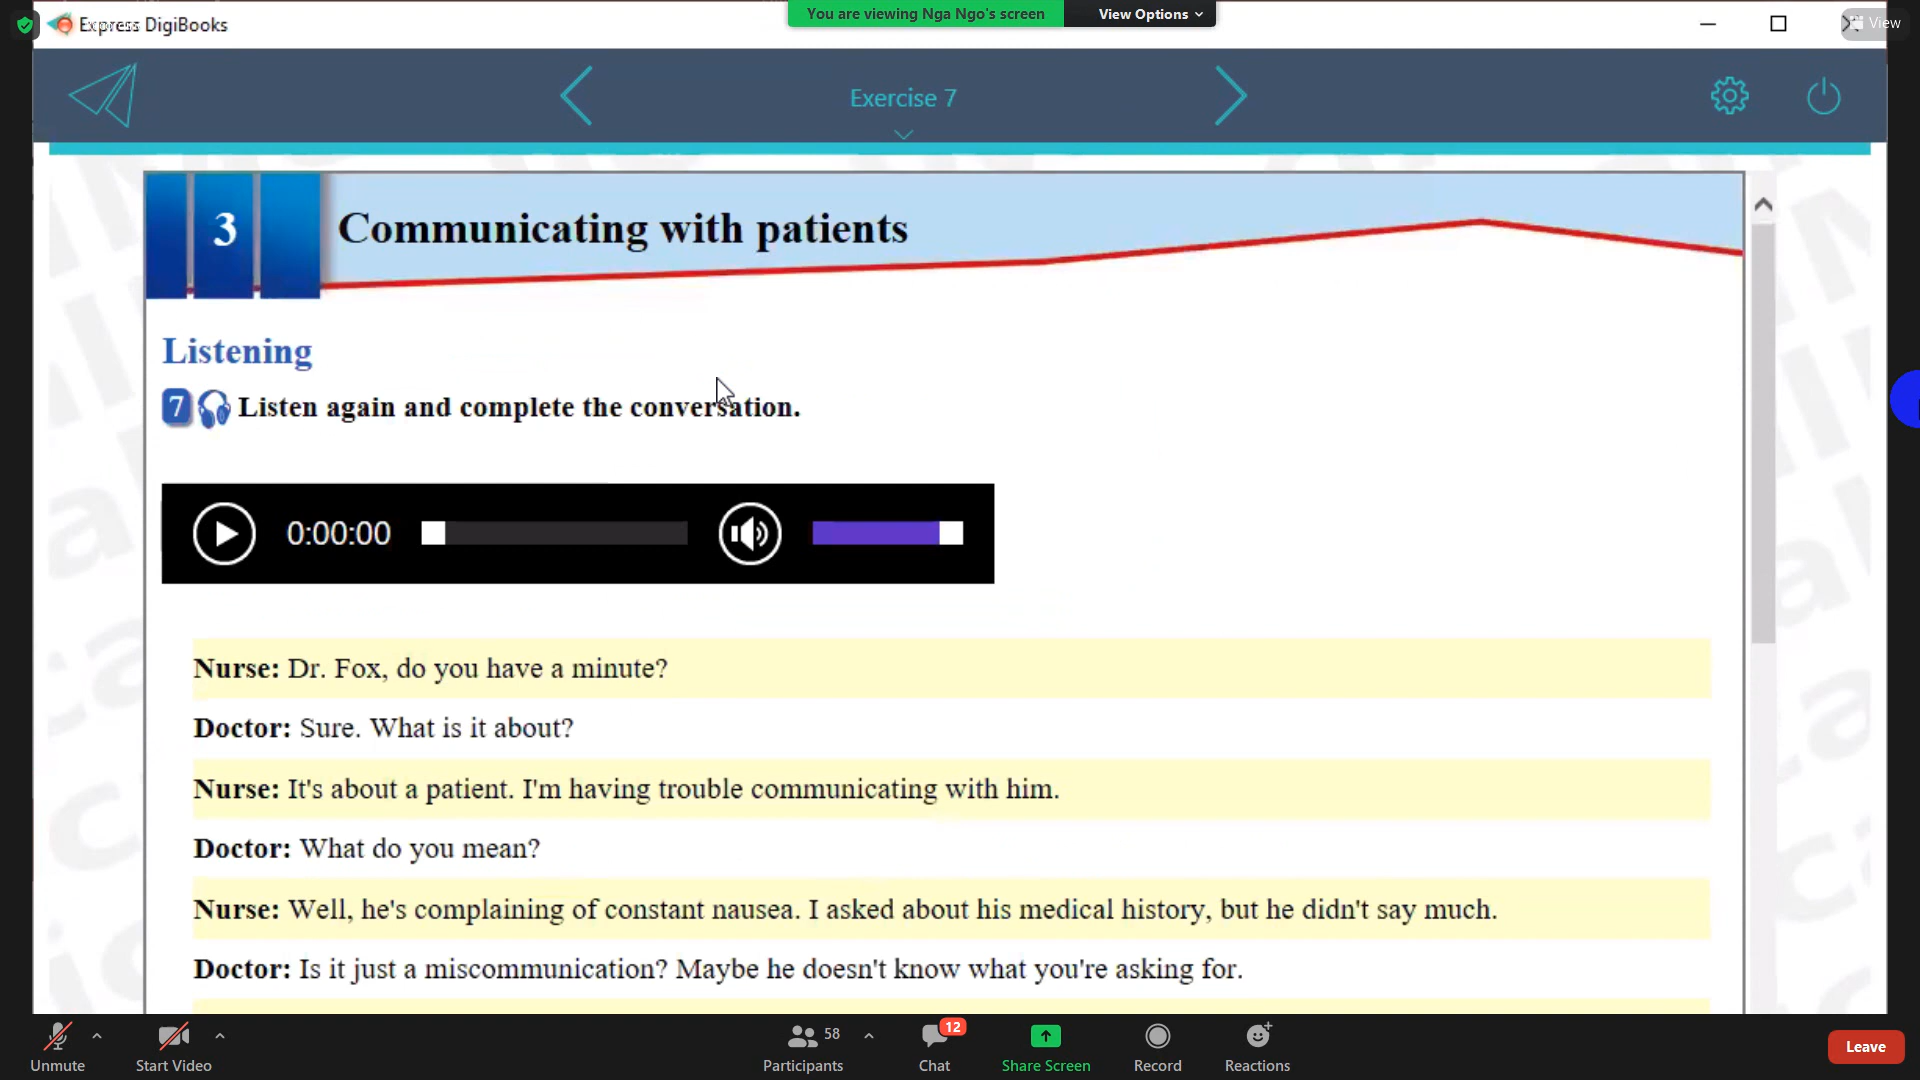 Express DigiBooks
You are viewing Nga Ngo's screen
View Options
View
Exercise 7
3
Communicating with patients
Listening
7 Listen again and complete the conversation.
0:00:00
Nurse: Dr. Fox, do you have a minute?
Doctor: Sure. What is it about?
Nurse: It's about a patient. I'm having trouble communicating with him.
Doctor: What do you mean?
Nurse: Well, he's complaining of constant nausea. I asked about his medical history, but he didn't say much.
Doctor: Is it just a miscommunication? Maybe he doesn't know what you're asking for.
Unmute
Start Video
58
Participants
12
Chat
Share Screen
Record
Reactions
Leave